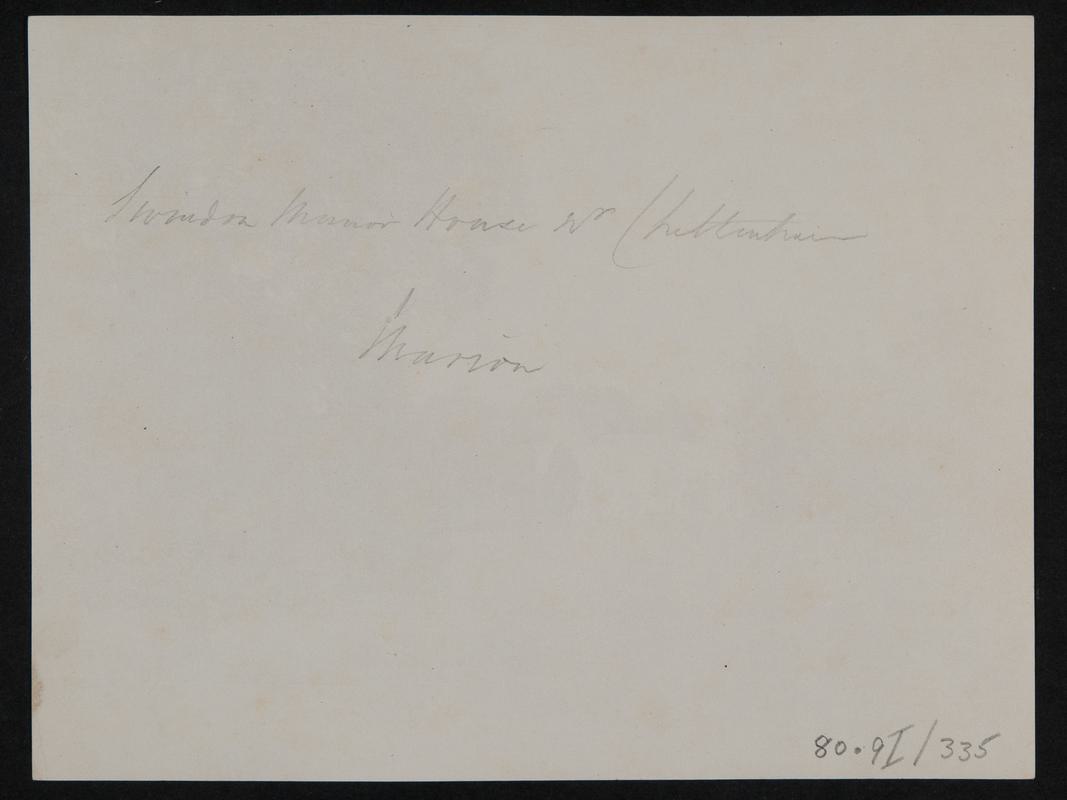 Swindon Manor House nr Cheltenham
Marion
80.9I/335